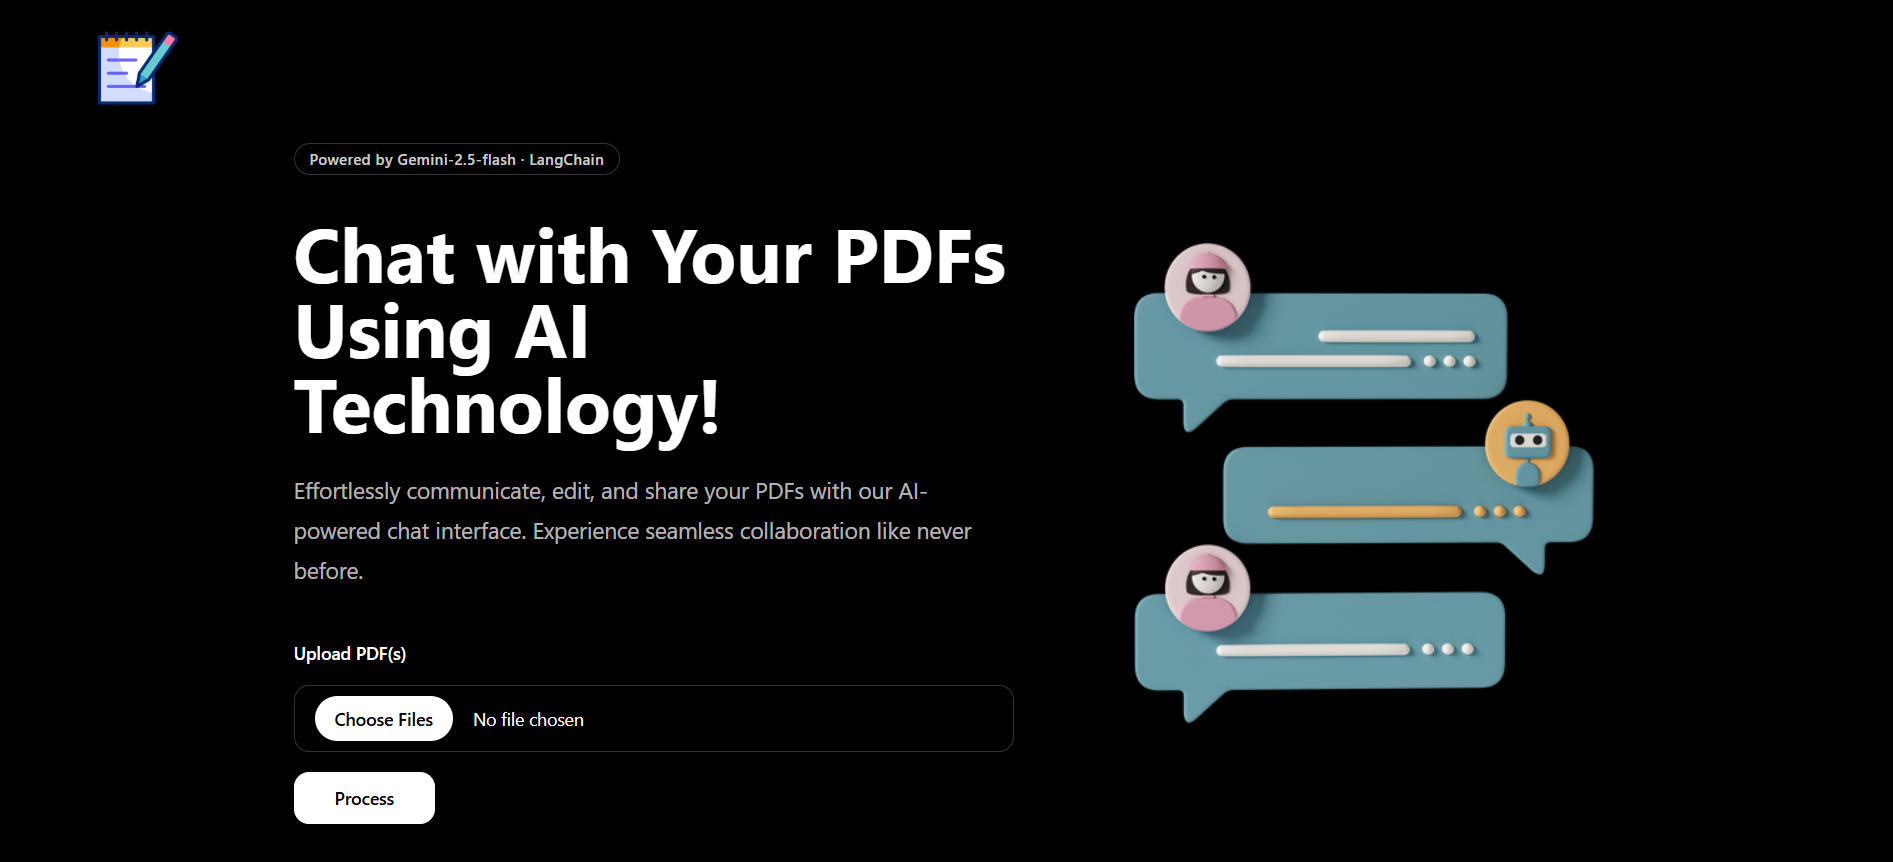 Powered by Gemini-2.5-flash · LangChain
Chat with Your PDFs
Using AI
Technology!
Effortlessly communicate, edit, and share your PDFs with our AI-
powered chat interface. Experience seamless collaboration like never
before.
Upload PDF(s)
Choose Files No file chosen
Process